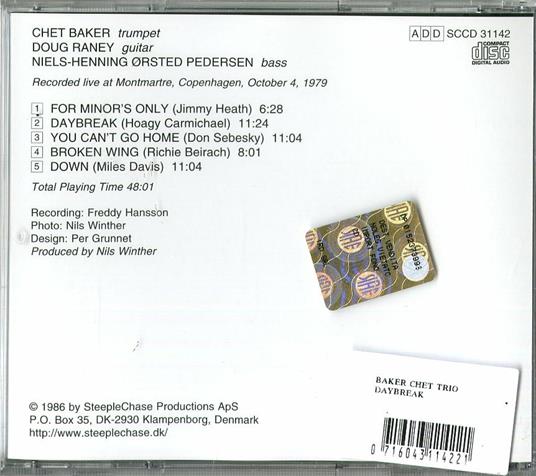 CHET BAKER trumpet
DOUG RANEY guitar
NIELS-HENNING ØRSTED PEDERSEN bass
ADD SCCD 31142
COMPACT
disc
DIGITAL AUDIO
Recorded live at Montmartre, Copenhagen, October 4, 1979
1 FOR MINOR'S ONLY (Jimmy Heath) 6:28
2 DAYBREAK (Hoagy Carmichael) 11:24
3 YOU CAN'T GO HOME (Don Sebesky) 11:04
4 BROKEN WING (Richie Beirach) 8:01
5 DOWN (Miles Davis) 11:04
Total Playing Time 48:01
Recording: Freddy Hansson
Photo: Nils Winther
Design: Per Grunnet
Produced by Nils Winther
DES VENDITA
© 1986 by SteepleChase Productions ApS
P.O. Box 35, DK-2930 Klampenborg, Denmark
http://www.steeplechase.dk/
BAKER CHET TRIO
DAYBREAK
0 716043 114221